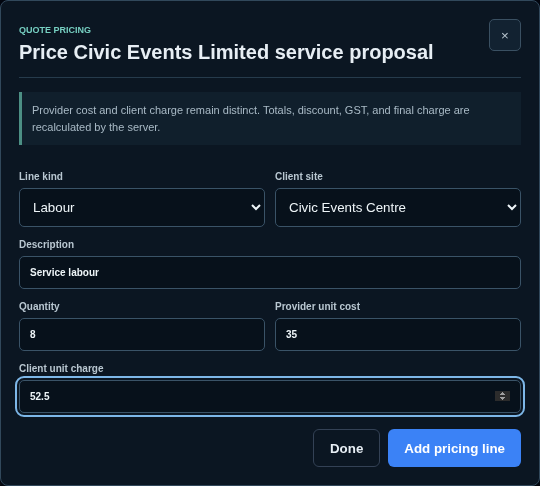 QUOTE PRICING
Price Civic Events Limited service proposal
×
Provider cost and client charge remain distinct. Totals, discount, GST, and final charge are
recalculated by the server.
Line kind
Client site
Labour
Civic Events Centre
Description
Service labour
Quantity
Provider unit cost
8
35
Client unit charge
52.5
Done
Add pricing line